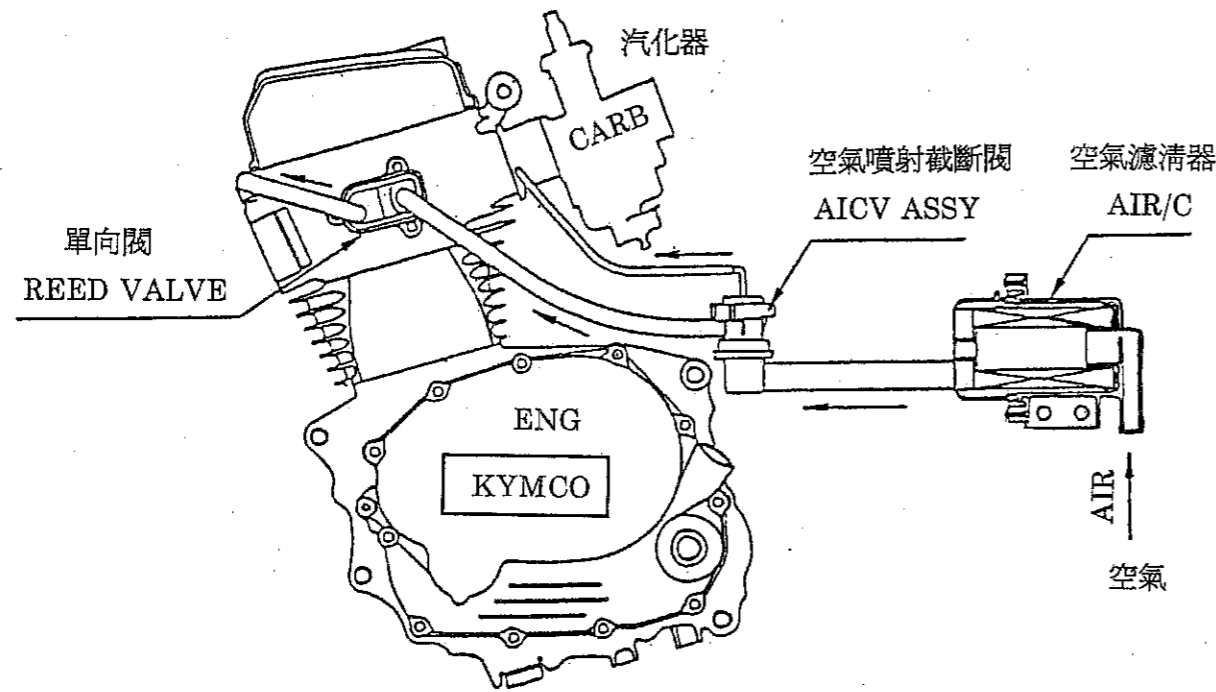 汽化器
CARB
空氣噴射截斷閥
AICV ASSY
空氣濾清器
AIR/C
單向閥
REED VALVE
ENG
KYMCO
AIR
空氣